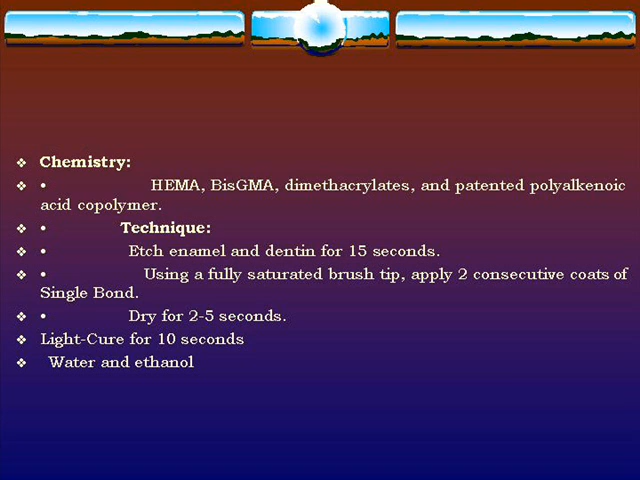 ❖ Chemistry:
❖ • HEMA, BisGMA, dimethacrylates, and patented polyalkenoic
acid copolymer.
❖ • Technique:
❖ • Etch enamel and dentin for 15 seconds.
❖ • Using a fully saturated brush tip, apply 2 consecutive coats of
Single Bond.
❖ • Dry for 2-5 seconds.
❖ Light-Cure for 10 seconds
❖ Water and ethanol